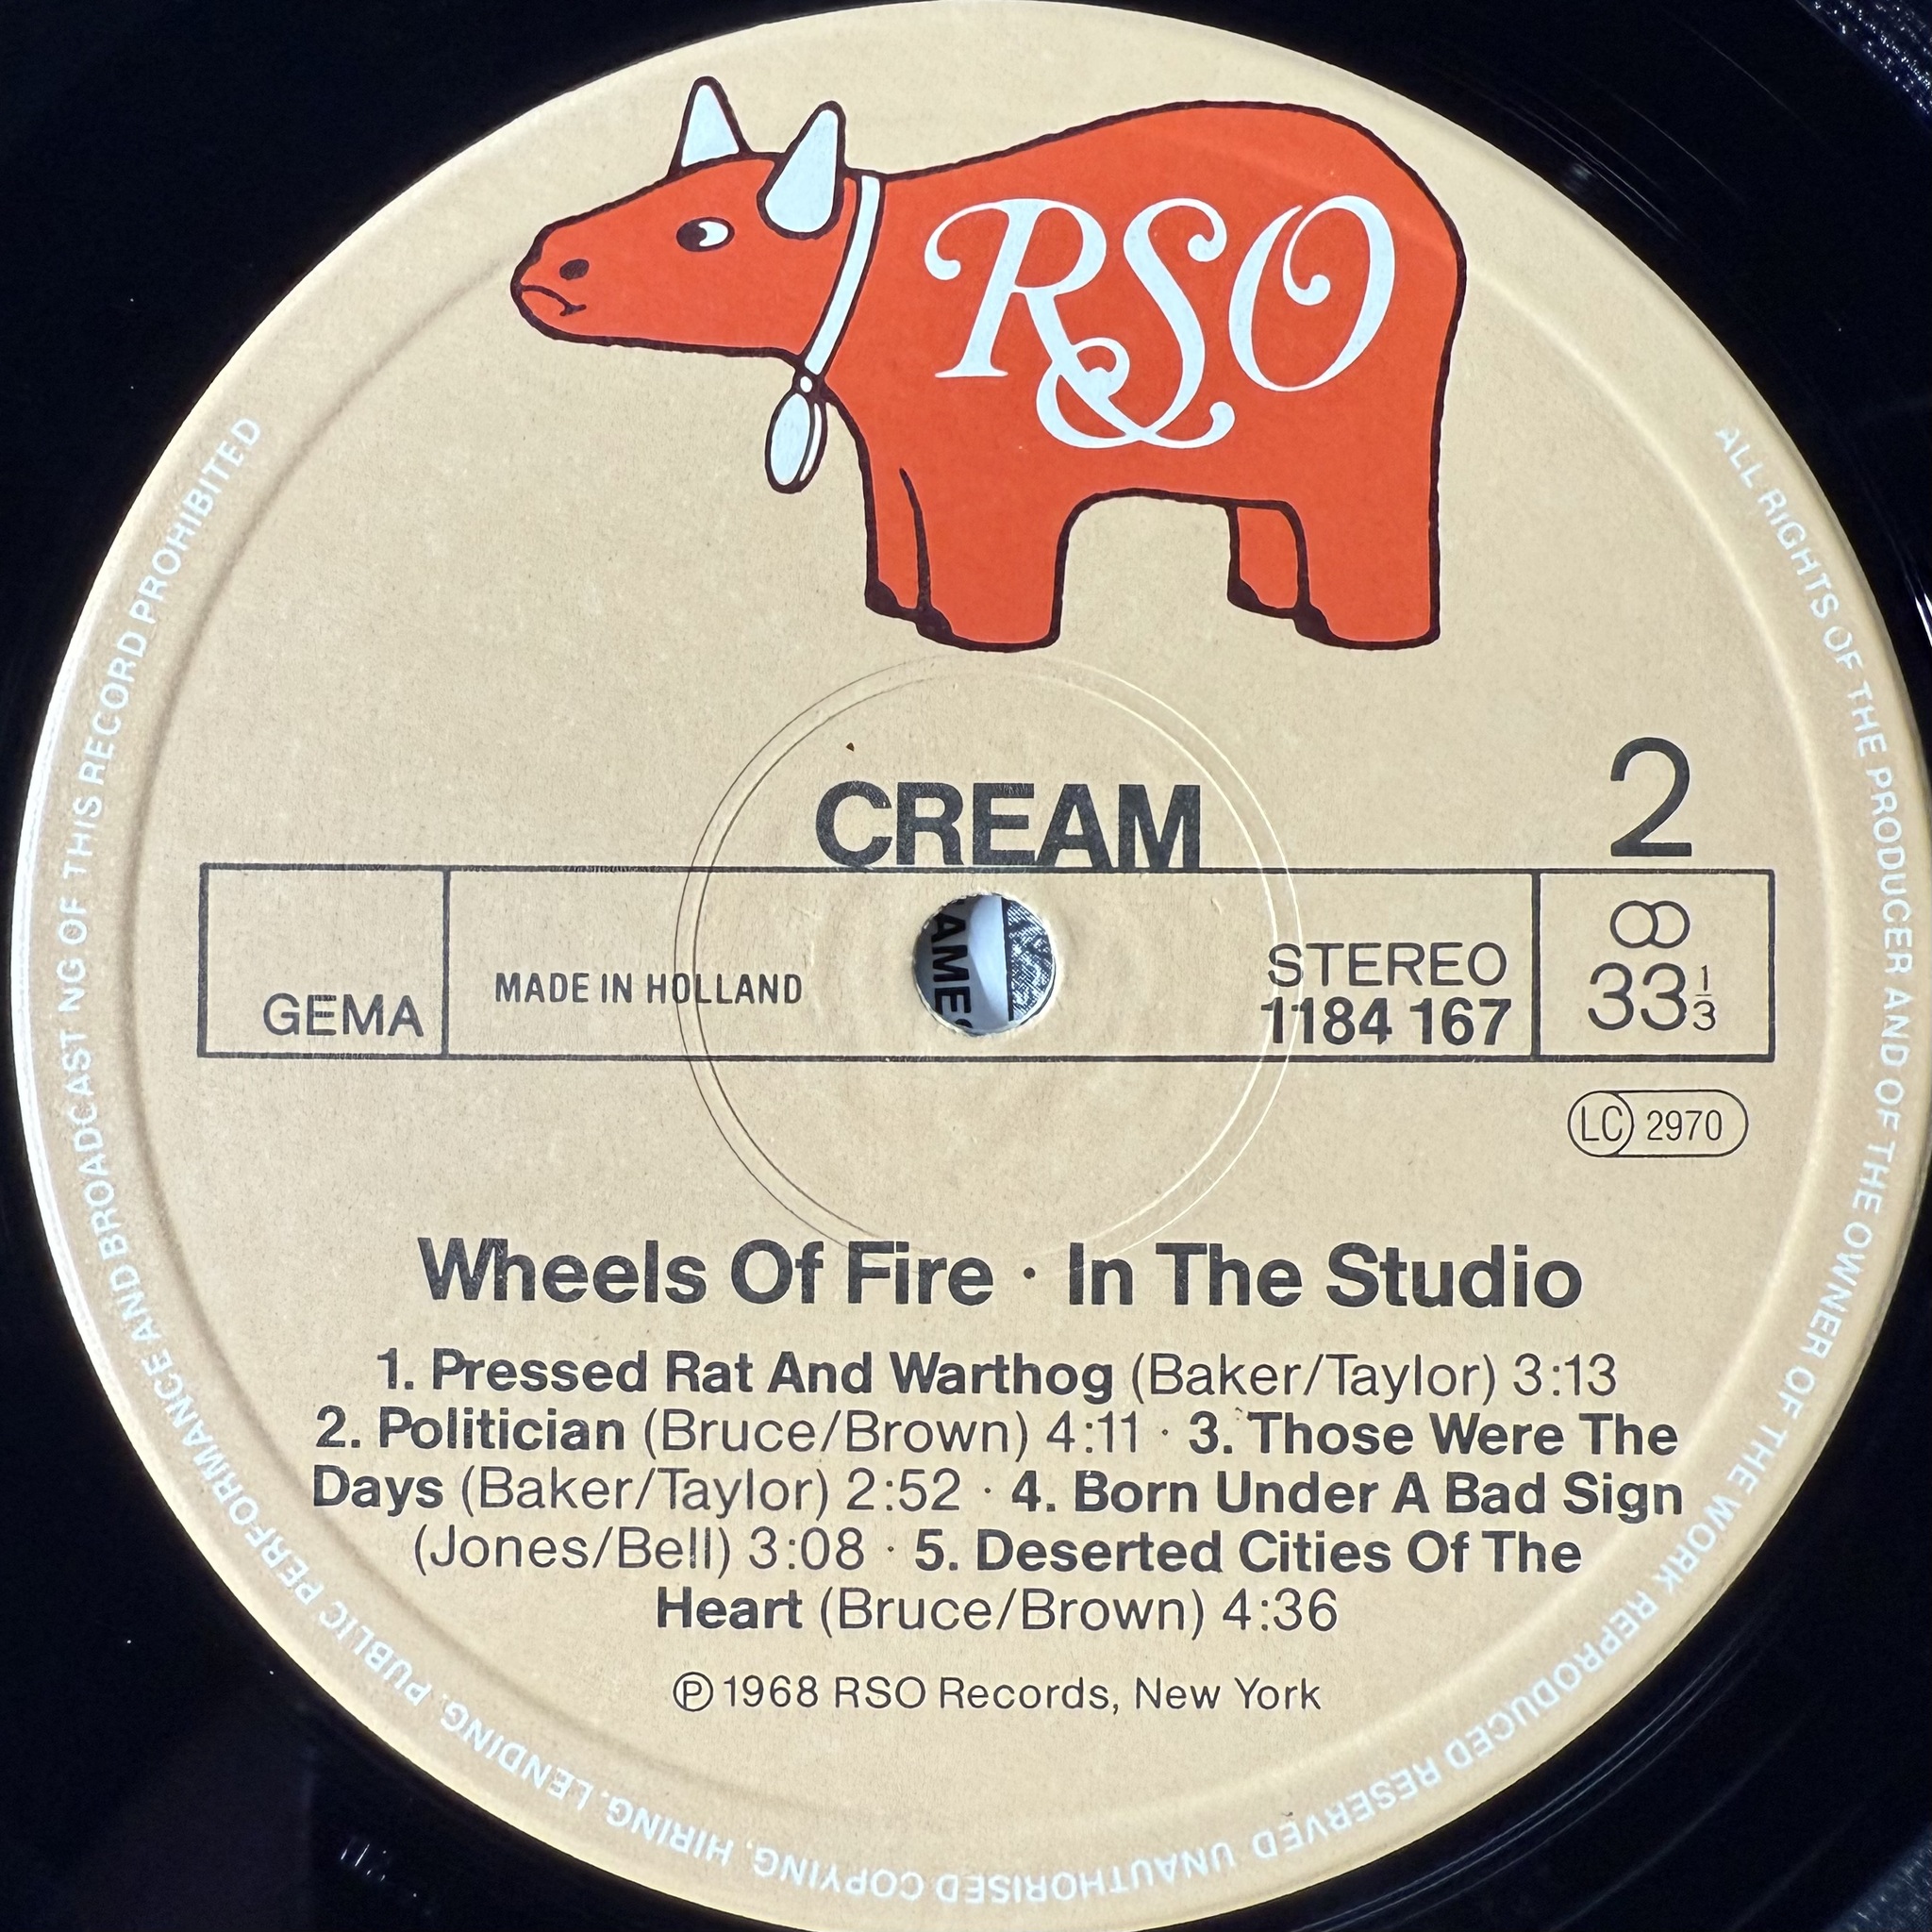 RSO
CREAM
2
GEMA
MADE IN HOLLAND
STEREO
1184 167
33 1/3
LC 2970
Wheels Of Fire · In The Studio
1. Pressed Rat And Warthog (Baker/Taylor) 3:13
2. Politician (Bruce/Brown) 4:11 · 3. Those Were The
Days (Baker/Taylor) 2:52 · 4. Born Under A Bad Sign
(Jones/Bell) 3:08 · 5. Deserted Cities Of The
Heart (Bruce/Brown) 4:36
Ⓟ 1968 RSO Records, New York
ALL RIGHTS OF THE PRODUCER AND OF THE OWNER OF THE WORK REPRODUCED RESERVED UNAUTHORISED COPYING, HIRING, LENDING, PUBLIC PERFORMANCE AND BROADCAST NG OF THIS RECORD PROHIBITED